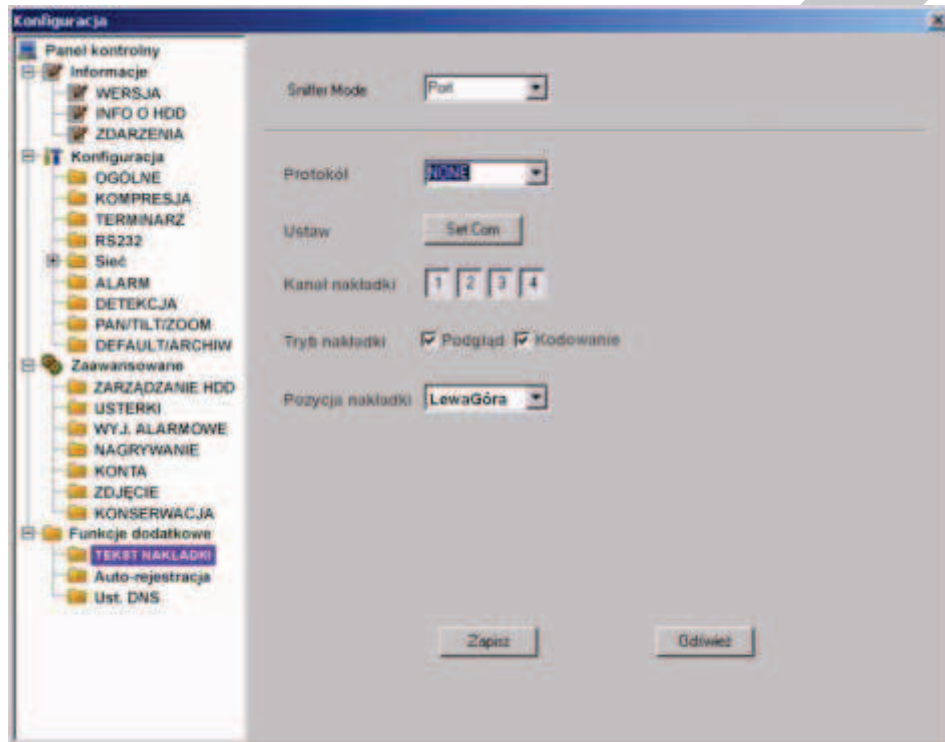 Konfiguracja
Panel kontrolny
Informacje
WERSJA
INFO O HDD
ZDARZENIA
Konfiguracja
OGÓLNE
KOMPRESJA
TERMINARZ
RS232
Sieć
ALARM
DETEKCJA
PAN/TILT/ZOOM
DEFAULT/ARCHIW
Zaawansowane
ZARZĄDZANIE HDD
USTERKI
WYJ. ALARMOWE
NAGRYWANIE
KONTA
ZDJĘCIE
KONSERWACJA
Funkcje dodatkowe
TEKST NAKLADKI
Auto-rejestracja
Ust. DNS
Sniffer Mode Port
Protokół NONE
Ustaw Set Com
Kanał nakładki 1 2 3 4
Tryb nakładki Podgląd Kodowanie
Pozycja nakładki LewaGóra
Zapisz Odśwież